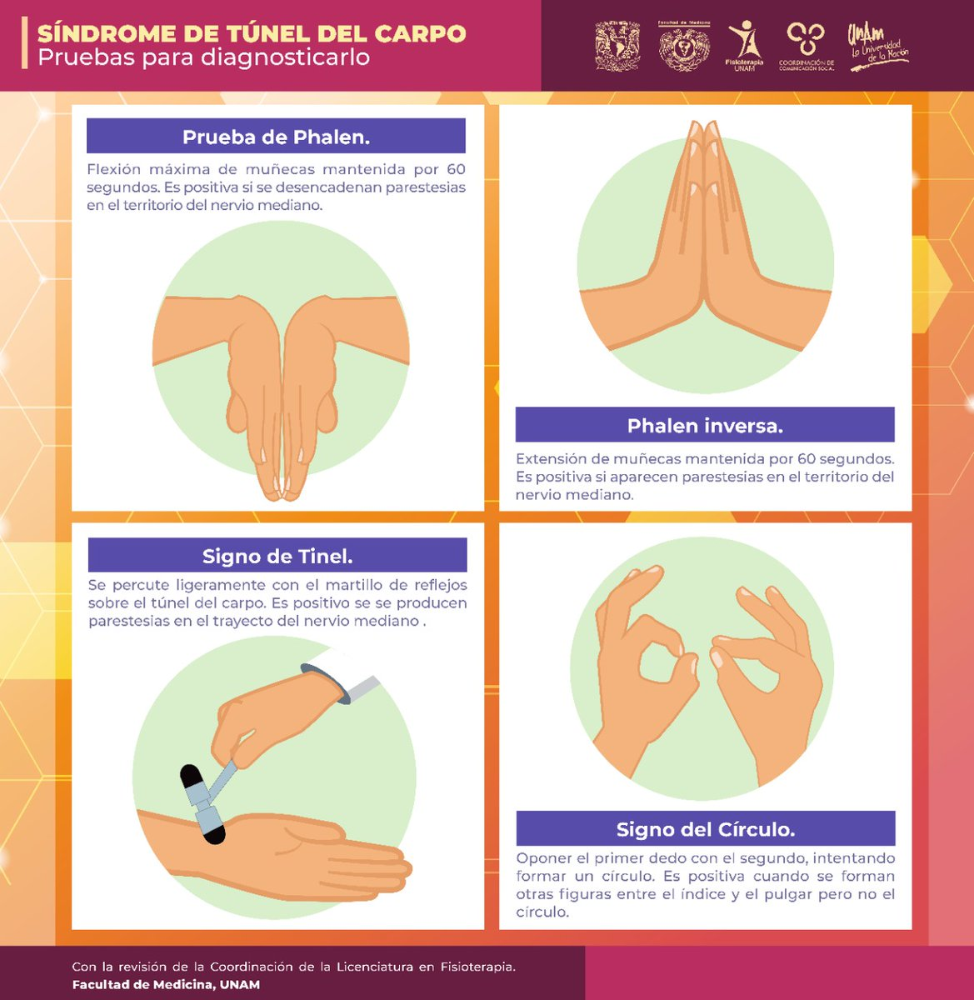 SÍNDROME DE TÚNEL DEL CARPO
Pruebas para diagnosticarlo
Facultad de Medicina
Fisioterapia
UNAM
COORDINACIÓN DE
COMUNICACIÓN SOCIAL
UNAM
La Universidad
de la Nación
Prueba de Phalen.
Flexión máxima de muñecas mantenida por 60
segundos. Es positiva si se desencadenan parestesias
en el territorio del nervio mediano.
Phalen inversa.
Extensión de muñecas mantenida por 60 segundos.
Es positiva si aparecen parestesias en el territorio del
nervio mediano.
Signo de Tinel.
Se percute ligeramente con el martillo de reflejos
sobre el túnel del carpo. Es positivo se se producen
parestesias en el trayecto del nervio mediano .
Signo del Círculo.
Oponer el primer dedo con el segundo, intentando
formar un círculo. Es positiva cuando se forman
otras figuras entre el índice y el pulgar pero no el
círculo.
Con la revisión de la Coordinación de la Licenciatura en Fisioterapia.
Facultad de Medicina, UNAM